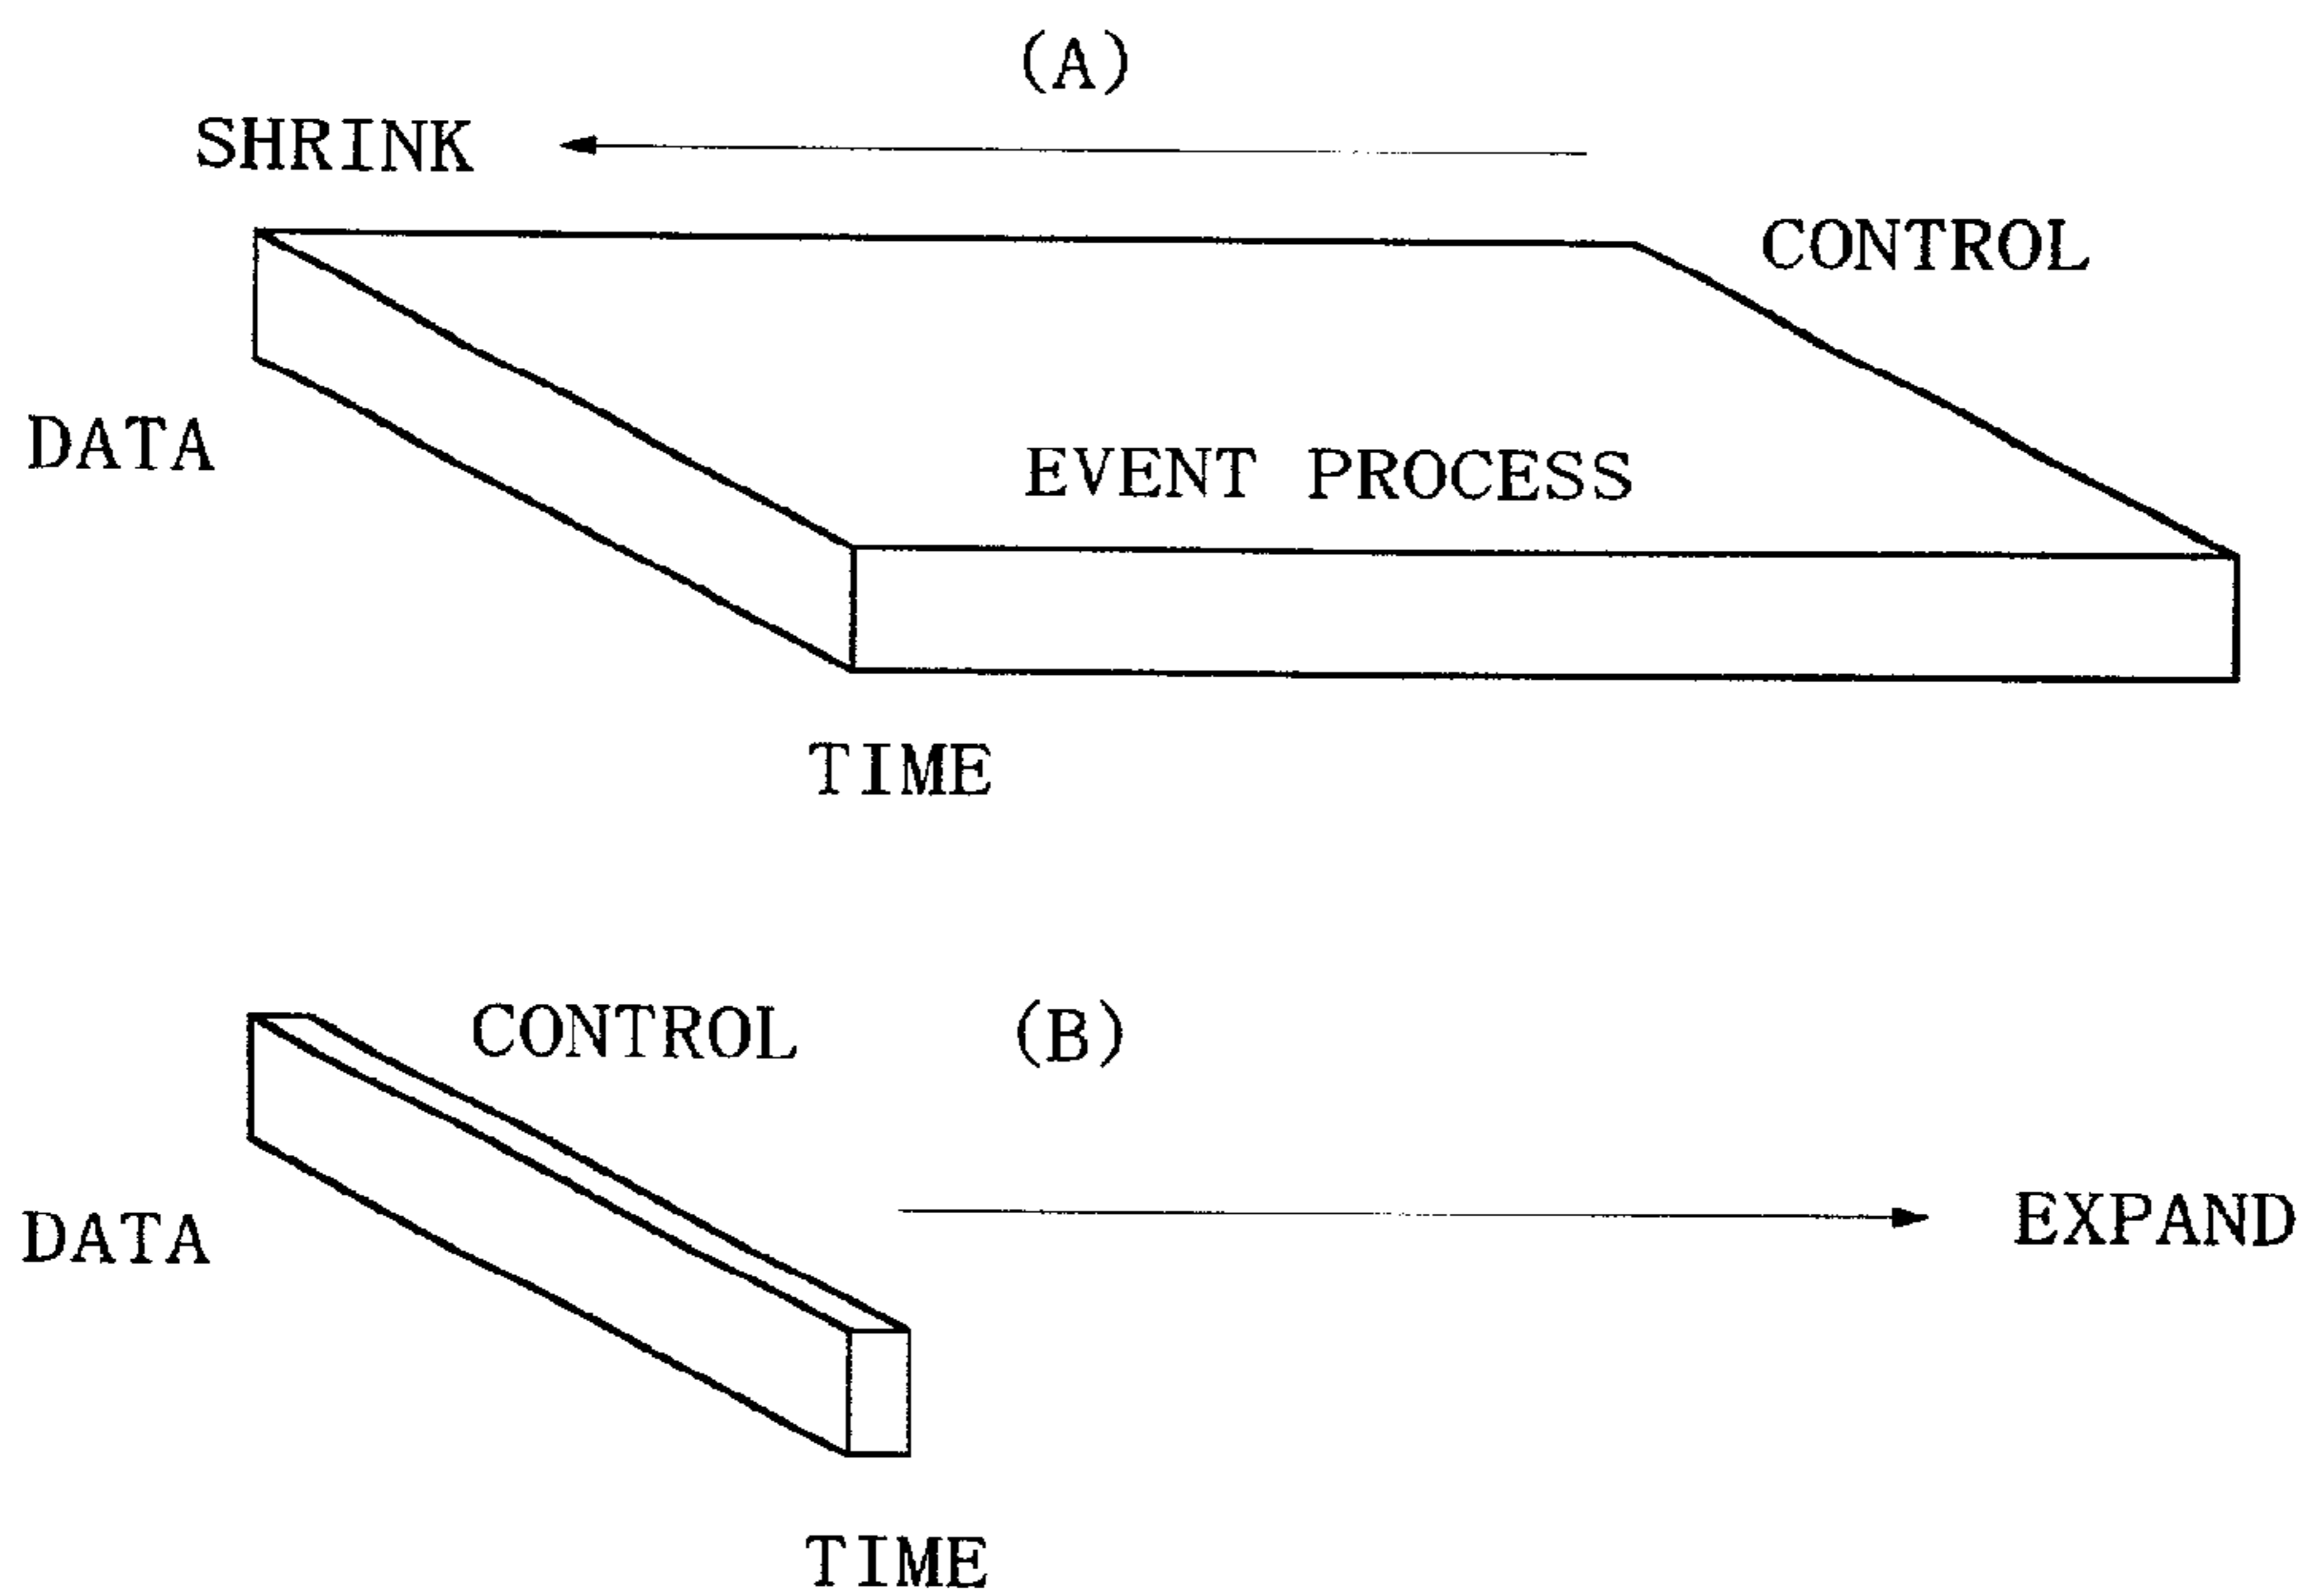 (A)
SHRINK
CONTROL
DATA
EVENT PROCESS
TIME
CONTROL
(B)
DATA
EXPAND
TIME